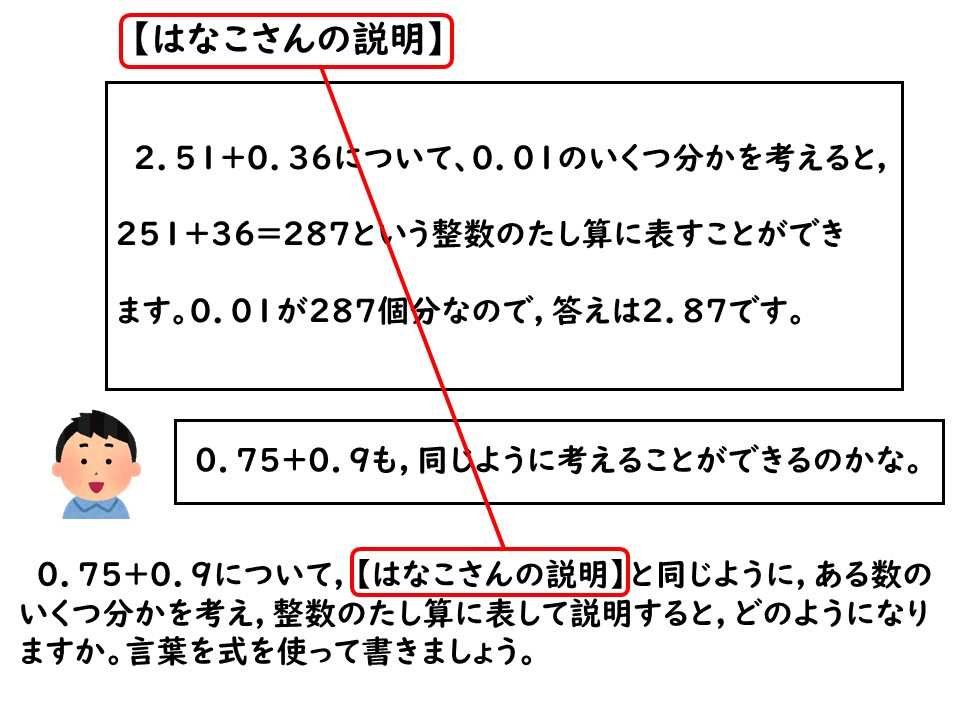 【はなこさんの説明】
２．５１＋０．３６について、０．０１のいくつ分かを考えると，
２５１＋３６＝２８７という整数のたし算に表すことができ
ます。０．０１が２８７個分なので，答えは２．８７です。
０．７５＋０．９も，同じように考えることができるのかな。
０．７５＋０．９について，【はなこさんの説明】と同じように，ある数の
いくつ分かを考え，整数のたし算に表して説明すると，どのようになり
ますか。言葉を式を使って書きましょう。